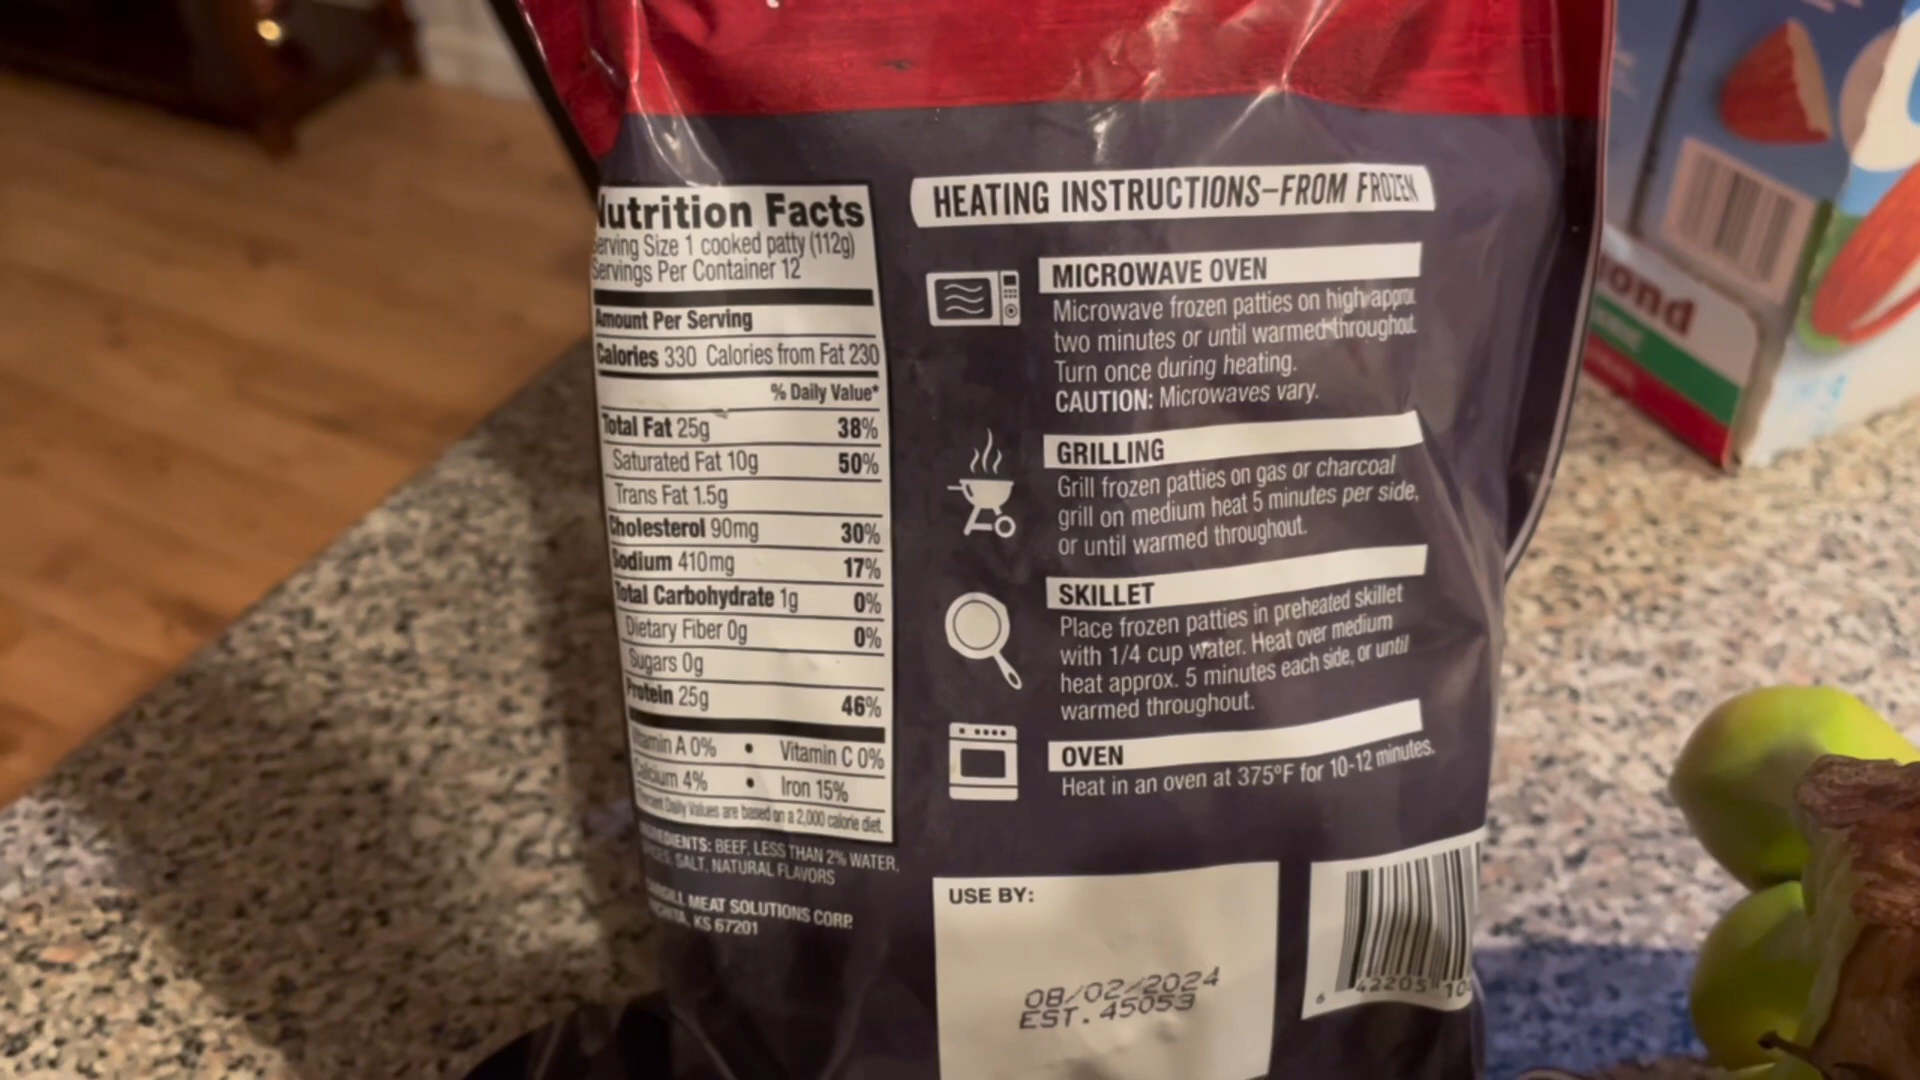 Nutrition Facts
Serving Size 1 cooked patty (112g)
Servings Per Container 12
Amount Per Serving
Calories 330 Calories from Fat 230
% Daily Value*
Total Fat 25g 38%
Saturated Fat 10g 50%
Trans Fat 1.5g
Cholesterol 90mg 30%
Sodium 410mg 17%
Total Carbohydrate 1g 0%
Dietary Fiber 0g 0%
Sugars 0g
Protein 25g 46%
Vitamin A 0% • Vitamin C 0%
Calcium 4% • Iron 15%
Percent Daily Values are based on a 2,000 calorie diet.
INGREDIENTS: BEEF, LESS THAN 2% WATER,
SALT, NATURAL FLAVORS
MEAT SOLUTIONS CORP.
KS 67201
HEATING INSTRUCTIONS–FROM FROZEN
MICROWAVE OVEN
Microwave frozen patties on high approx.
two minutes or until warmed throughout.
Turn once during heating.
CAUTION: Microwaves vary.
GRILLING
Grill frozen patties on gas or charcoal
grill on medium heat 5 minutes per side,
or until warmed throughout.
SKILLET
Place frozen patties in preheated skillet
with 1/4 cup water. Heat over medium
heat approx. 5 minutes each side, or until
warmed throughout.
OVEN
Heat in an oven at 375°F for 10-12 minutes.
USE BY:
08/02/2024
EST. 45053
6 42205 10
ond